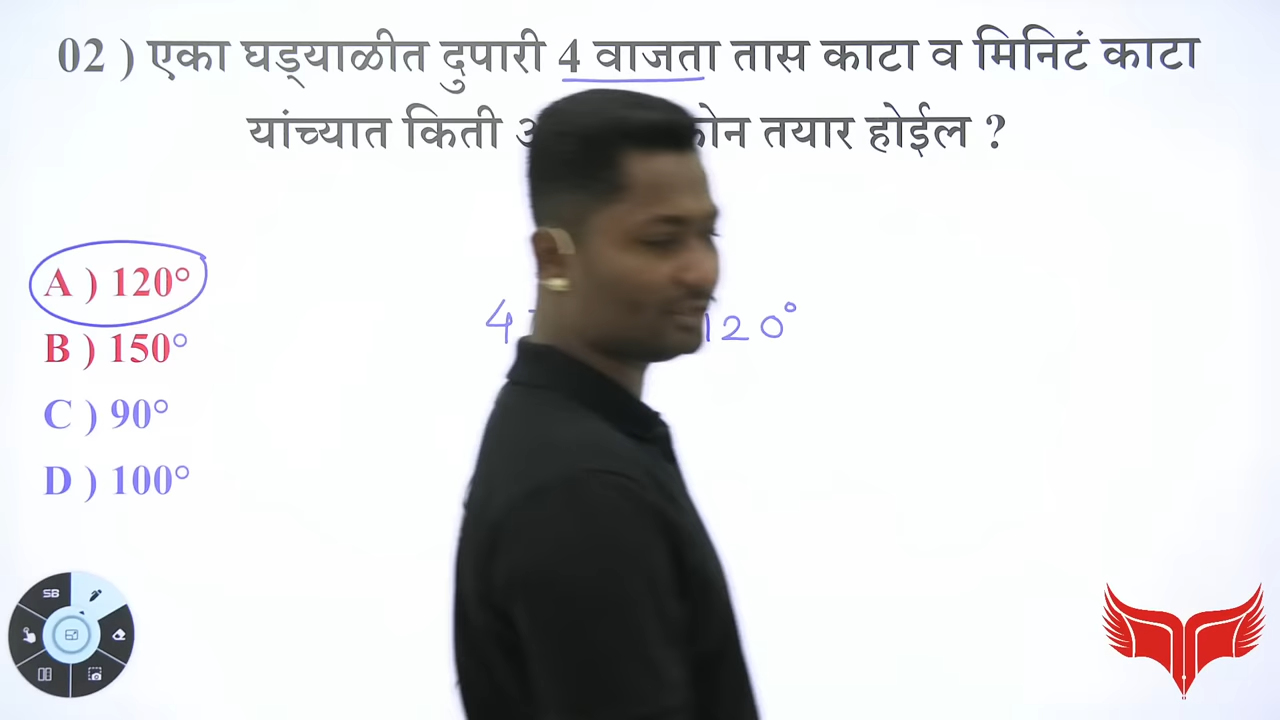 02 ) एका घड्याळीत दुपारी 4 वाजता तास काटा व मिनिटं काटा
यांच्यात किती तयार होईल ?
A ) 120°
B ) 150°
C ) 90°
D ) 100°
4 120°
SB